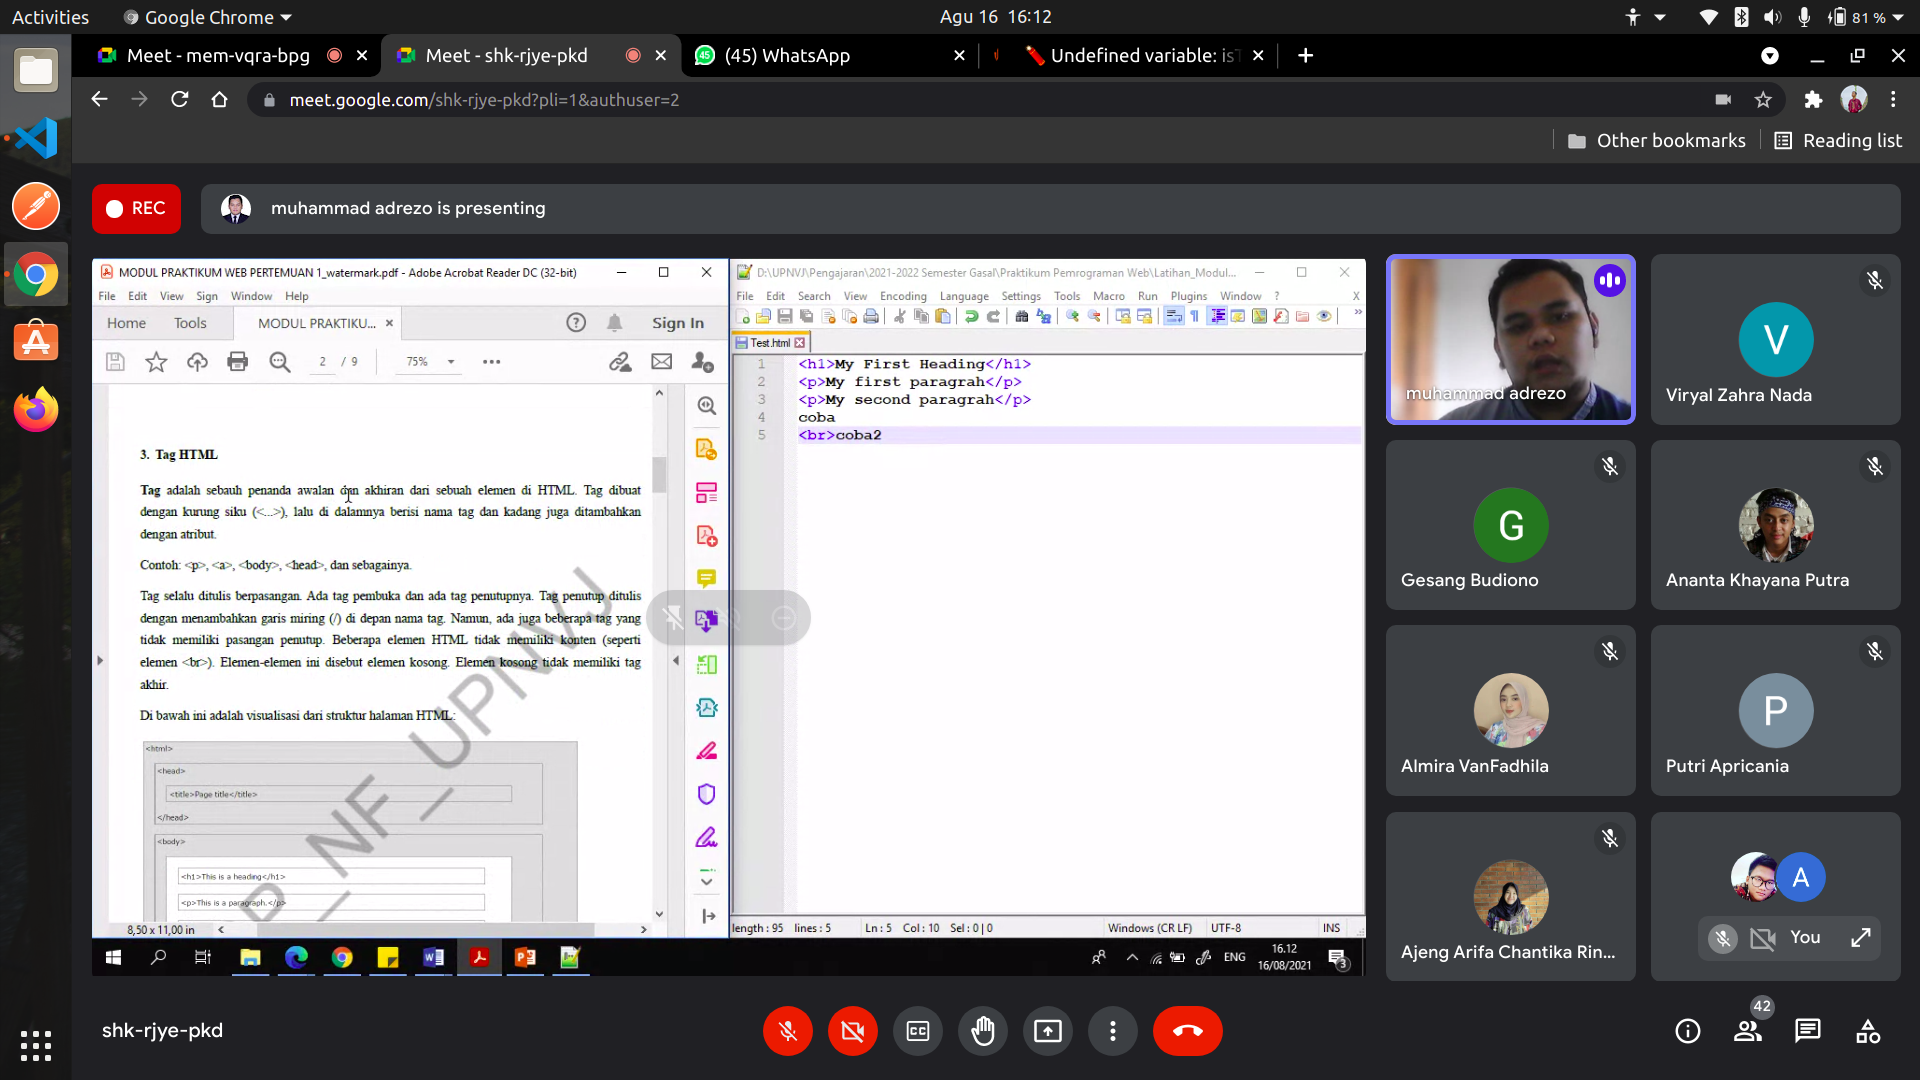 Activities
Google Chrome
Agu 16 16:12
81 %
Meet - mem-vqra-bpg
Meet - shk-rjye-pkd
45
(45) WhatsApp
Undefined variable: is
meet.google.com/shk-rjye-pkd?pli=1&authuser=2
Other bookmarks
Reading list
REC
muhammad adrezo is presenting
MODUL PRAKTIKUM WEB PERTEMUAN 1_watermark.pdf - Adobe Acrobat Reader DC (32-bit)
File Edit View Sign Window Help
Home Tools MODUL PRAKTIKU... Sign In
2 / 9 75%
3. Tag HTML
Tag adalah sebauh penanda awalan dan akhiran dari sebuah elemen di HTML. Tag dibuat
dengan kurung siku (<...>), lalu di dalamnya berisi nama tag dan kadang juga ditambahkan
dengan atribut.
Contoh: <p>, <a>, <body>, <head>, dan sebagainya.
Tag selalu ditulis berpasangan. Ada tag pembuka dan ada tag penutupnya. Tag penutup ditulis
dengan menambahkan garis miring (/) di depan nama tag. Namun, ada juga beberapa tag yang
tidak memiliki pasangan penutup. Beberapa elemen HTML tidak memiliki konten (seperti
elemen <br>). Elemen-elemen ini disebut elemen kosong. Elemen kosong tidak memiliki tag
akhir.
Di bawah ini adalah visualisasi dari struktur halaman HTML:
<html>
<head>
<title>Page title</title>
</head>
<body>
<h1>This is a heading</h1>
<p>This is a paragraph.</p>
P_NF_UPNVJ
8,50 x 11,00 in
D:\UPNVJ\Pengajaran\2021-2022 Semester Gasal\Praktikum Pemrograman Web\Latihan_Modul...
File Edit Search View Encoding Language Settings Tools Macro Run Plugins Window ? X
Test.html
1 <h1>My First Heading</h1>
2 <p>My first paragrah</p>
3 <p>My second paragrah</p>
4 coba
5 <br>coba2
length : 95 lines : 5 Ln : 5 Col : 10 Sel : 0 | 0 Windows (CR LF) UTF-8 INS
ENG
16.12
16/08/2021
3
muhammad adrezo
V
Viryal Zahra Nada
G
Gesang Budiono
Ananta Khayana Putra
Almira VanFadhila
P
Putri Apricania
Ajeng Arifa Chantika Rin...
A
You
shk-rjye-pkd
42